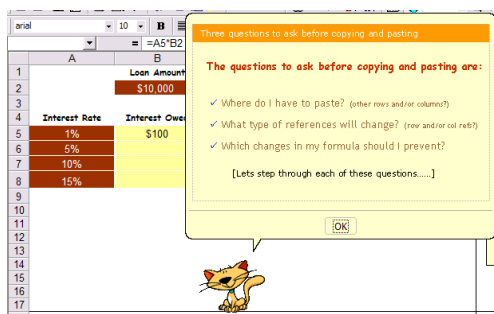 arial 10 B
= =A5*B2
A B
1 Loan Amount
2 $10,000
3
4 Interest Rate Interest Owe
5 1% $100
6 5%
7 10%
8 15%
9
10
11
12
13
14
15
16
17
Three questions to ask before copying and pasting
The questions to ask before copying and pasting are:
✓ Where do I have to paste? (other rows and/or columns?)
✓ What type of references will change? (row and/or col refs?)
✓ Which changes in my formula should I prevent?
[Lets step through each of these questions......]
OK